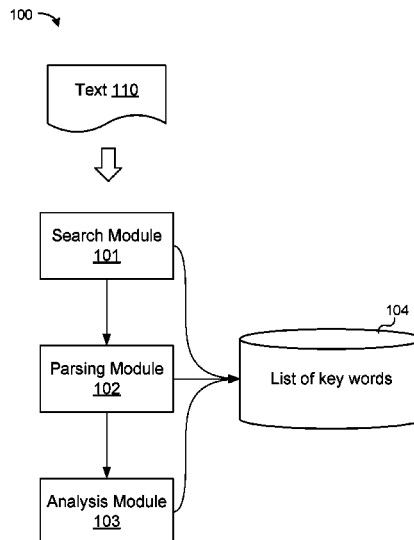 100
Text 110
Search Module
101
104
Parsing Module
102
List of key words
Analysis Module
103